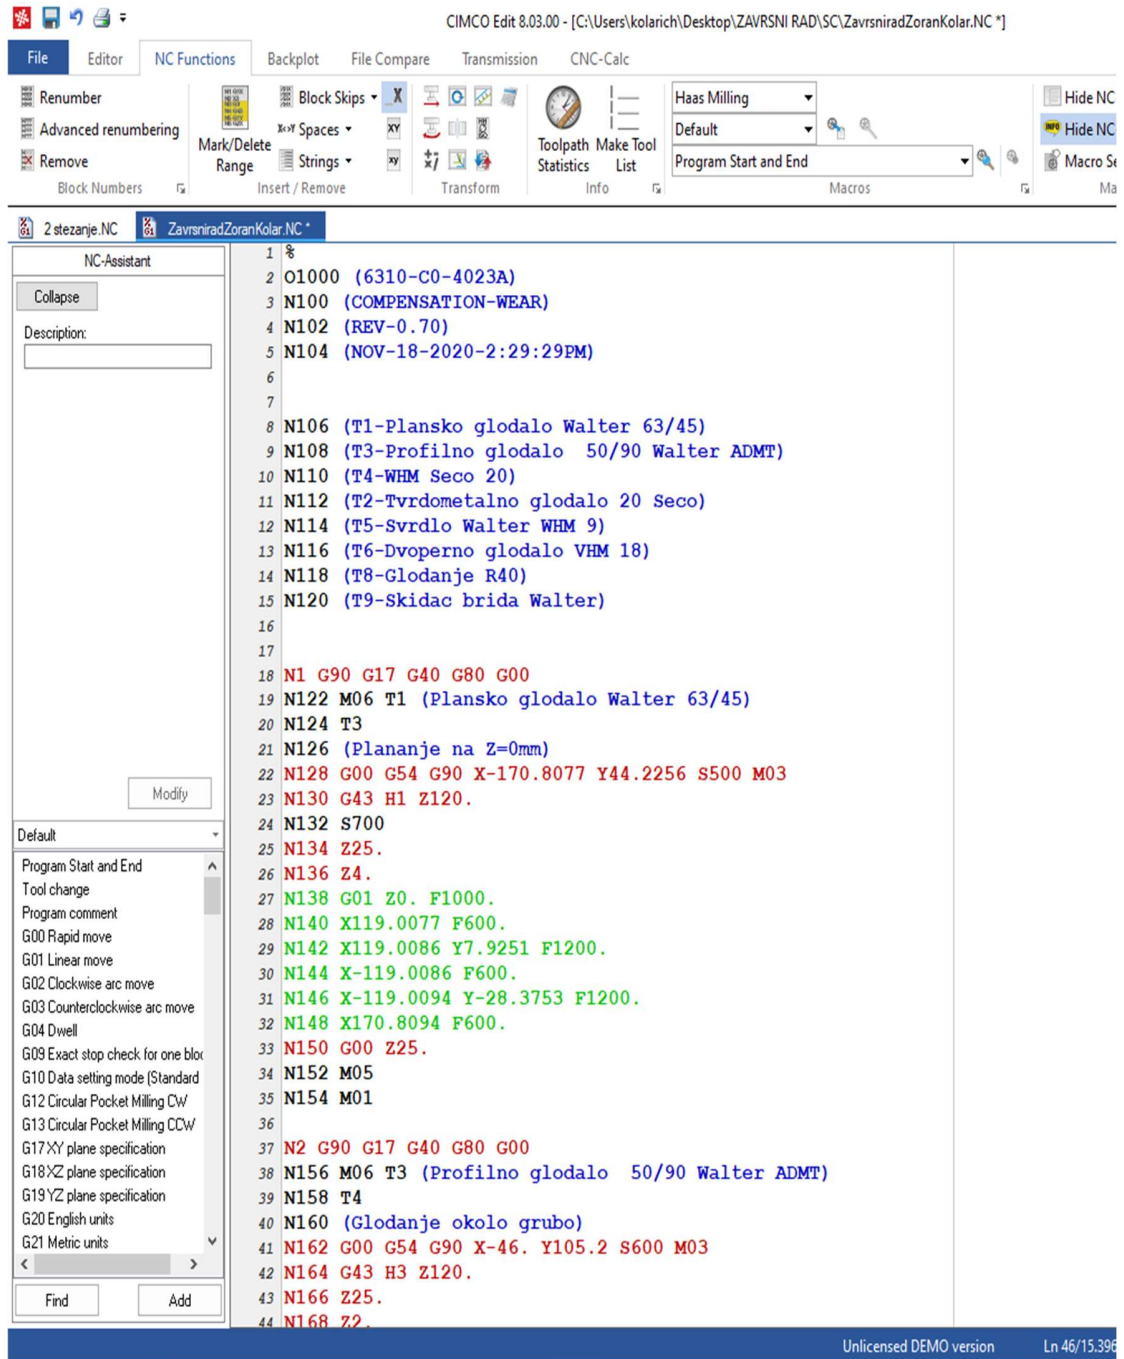 CIMCO Edit 8.03.00 - [C:\Users\kolarich\Desktop\ZAVRSNI RAD\SC\ZavrsniradZoranKolar.NC *]
File Editor NC Functions Backplot File Compare Transmission CNC-Calc
Renumber
Advanced renumbering
Remove
Block Numbers
Mark/Delete
Range
Block Skips
Spaces
Strings
Insert / Remove
Transform
Toolpath
Statistics
Make Tool
List
Info
Haas Milling
Default
Program Start and End
Macros
Hide NC
Hide NC
Macro Se
Ma
2 stezanje.NC ZavrsniradZoranKolar.NC *
NC-Assistant
Collapse
Description:
Modify
Default
Program Start and End
Tool change
Program comment
G00 Rapid move
G01 Linear move
G02 Clockwise arc move
G03 Counterclockwise arc move
G04 Dwell
G09 Exact stop check for one bloc
G10 Data setting mode (Standard
G12 Circular Pocket Milling CW
G13 Circular Pocket Milling CCW
G17 XY plane specification
G18 XZ plane specification
G19 YZ plane specification
G20 English units
G21 Metric units
Find Add
1 %
2 O1000 (6310-C0-4023A)
3 N100 (COMPENSATION-WEAR)
4 N102 (REV-0.70)
5 N104 (NOV-18-2020-2:29:29PM)
6
7
8 N106 (T1-Plansko glodalo Walter 63/45)
9 N108 (T3-Profilno glodalo  50/90 Walter ADMT)
10 N110 (T4-WHM Seco 20)
11 N112 (T2-Tvrdometalno glodalo 20 Seco)
12 N114 (T5-Svrdlo Walter WHM 9)
13 N116 (T6-Dvoperno glodalo VHM 18)
14 N118 (T8-Glodanje R40)
15 N120 (T9-Skidac brida Walter)
16
17
18 N1 G90 G17 G40 G80 G00
19 N122 M06 T1 (Plansko glodalo Walter 63/45)
20 N124 T3
21 N126 (Plananje na Z=0mm)
22 N128 G00 G54 G90 X-170.8077 Y44.2256 S500 M03
23 N130 G43 H1 Z120.
24 N132 S700
25 N134 Z25.
26 N136 Z4.
27 N138 G01 Z0. F1000.
28 N140 X119.0077 F600.
29 N142 X119.0086 Y7.9251 F1200.
30 N144 X-119.0086 F600.
31 N146 X-119.0094 Y-28.3753 F1200.
32 N148 X170.8094 F600.
33 N150 G00 Z25.
34 N152 M05
35 N154 M01
36
37 N2 G90 G17 G40 G80 G00
38 N156 M06 T3 (Profilno glodalo  50/90 Walter ADMT)
39 N158 T4
40 N160 (Glodanje okolo grubo)
41 N162 G00 G54 G90 X-46. Y105.2 S600 M03
42 N164 G43 H3 Z120.
43 N166 Z25.
44 N168 Z2.
Unlicensed DEMO version Ln 46/15.396